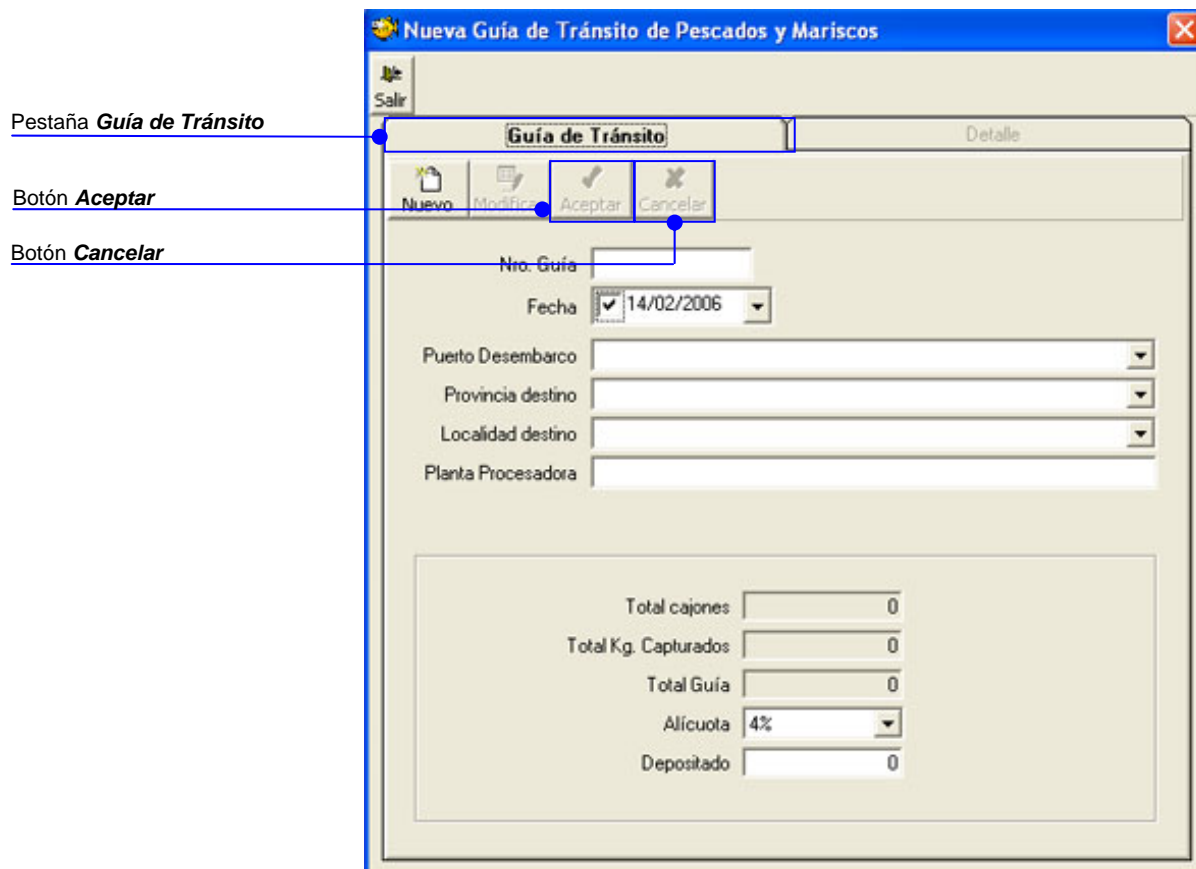 Nueva Guía de Tránsito de Pescados y Mariscos
Salir
Pestaña Guía de Tránsito
Guía de Tránsito
Detalle
Botón Aceptar
Nuevo
Modifica
Aceptar
Cancelar
Botón Cancelar
Nro. Guía
Fecha 14/02/2006
Puerto Desembarco
Provincia destino
Localidad destino
Planta Procesadora
Total cajones 0
Total Kg. Capturados 0
Total Guía 0
Alícuota 4%
Depositado 0